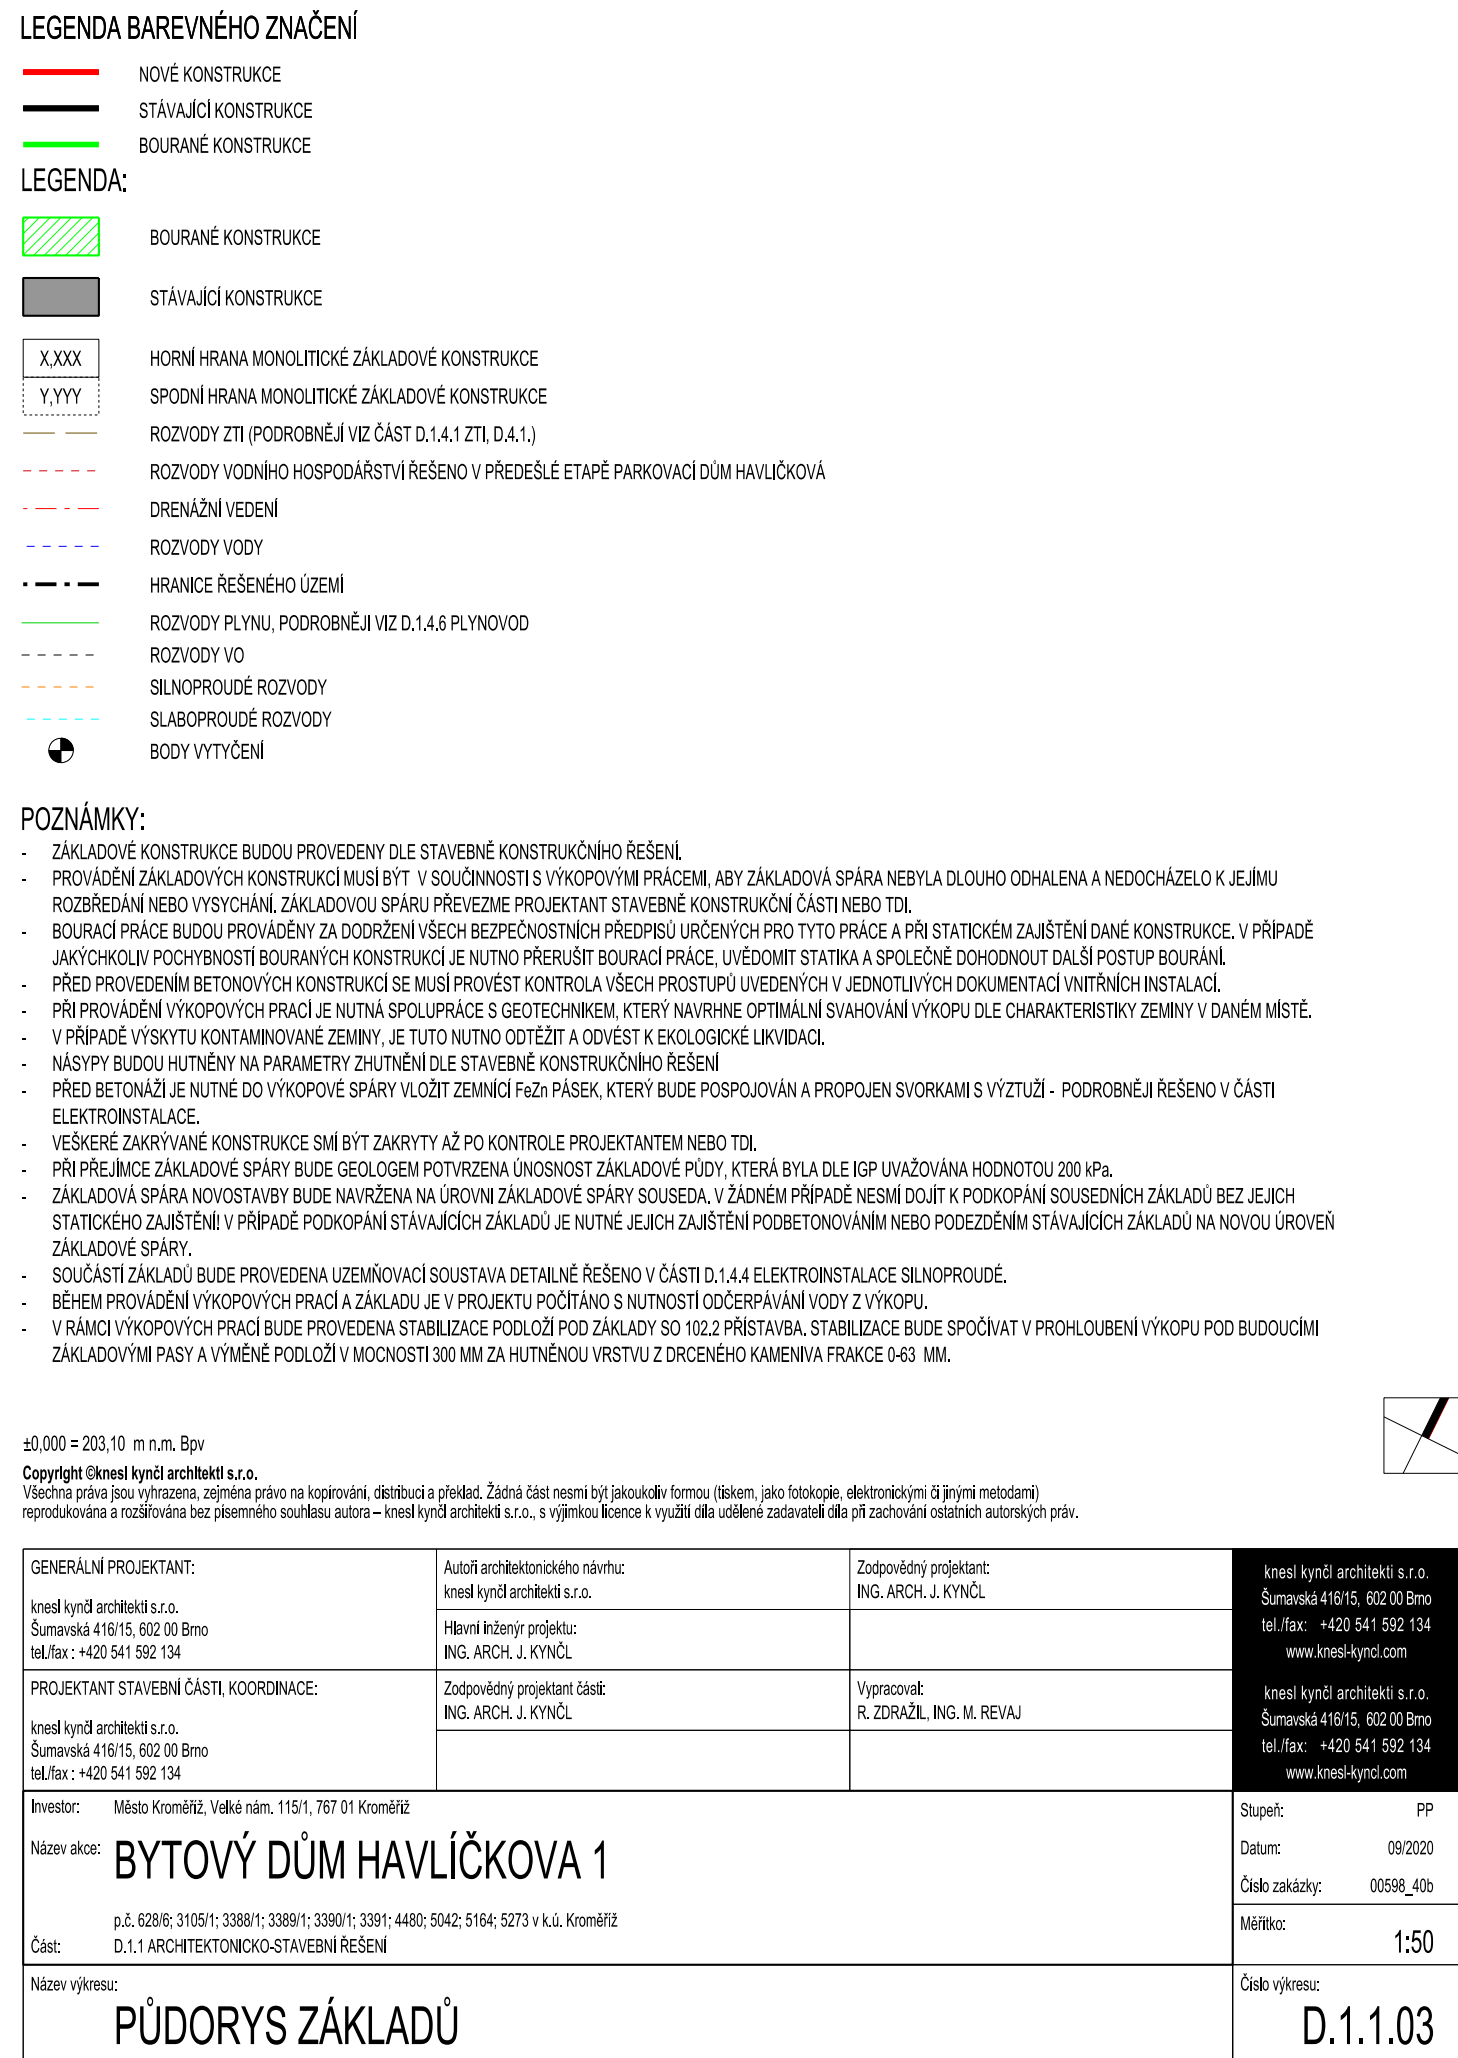 LEGENDA BAREVNÉHO ZNAČENÍ
NOVÉ KONSTRUKCE
STÁVAJÍCÍ KONSTRUKCE
BOURANÉ KONSTRUKCE
LEGENDA:
BOURANÉ KONSTRUKCE
STÁVAJÍCÍ KONSTRUKCE
X,XXX HORNÍ HRANA MONOLITICKÉ ZÁKLADOVÉ KONSTRUKCE
Y,YYY SPODNÍ HRANA MONOLITICKÉ ZÁKLADOVÉ KONSTRUKCE
ROZVODY ZTI (PODROBNĚJÍ VIZ ČÁST D.1.4.1 ZTI, D.4.1.)
ROZVODY VODNÍHO HOSPODÁŘSTVÍ ŘEŠENO V PŘEDEŠLÉ ETAPĚ PARKOVACÍ DŮM HAVLIČKOVÁ
DRENÁŽNÍ VEDENÍ
ROZVODY VODY
HRANICE ŘEŠENÉHO ÚZEMÍ
ROZVODY PLYNU, PODROBNĚJI VIZ D.1.4.6 PLYNOVOD
ROZVODY VO
SILNOPROUDÉ ROZVODY
SLABOPROUDÉ ROZVODY
BODY VYTYČENÍ
POZNÁMKY:
- ZÁKLADOVÉ KONSTRUKCE BUDOU PROVEDENY DLE STAVEBNĚ KONSTRUKČNÍHO ŘEŠENÍ.
- PROVÁDĚNÍ ZÁKLADOVÝCH KONSTRUKCÍ MUSÍ BÝT V SOUČINNOSTI S VÝKOPOVÝMI PRÁCEMI, ABY ZÁKLADOVÁ SPÁRA NEBYLA DLOUHO ODHALENA A NEDOCHÁZELO K JEJÍMU
ROZBŘEDÁNÍ NEBO VYSYCHÁNÍ. ZÁKLADOVOU SPÁRU PŘEVEZME PROJEKTANT STAVEBNĚ KONSTRUKČNÍ ČÁSTI NEBO TDI.
- BOURACÍ PRÁCE BUDOU PROVÁDĚNY ZA DODRŽENÍ VŠECH BEZPEČNOSTNÍCH PŘEDPISŮ URČENÝCH PRO TYTO PRÁCE A PŘI STATICKÉM ZAJIŠTĚNÍ DANÉ KONSTRUKCE. V PŘÍPADĚ
JAKÝCHKOLIV POCHYBNOSTÍ BOURANÝCH KONSTRUKCÍ JE NUTNO PŘERUŠIT BOURACÍ PRÁCE, UVĚDOMIT STATIKA A SPOLEČNĚ DOHODNOUT DALŠÍ POSTUP BOURÁNÍ.
- PŘED PROVEDENÍM BETONOVÝCH KONSTRUKCÍ SE MUSÍ PROVÉST KONTROLA VŠECH PROSTUPŮ UVEDENÝCH V JEDNOTLIVÝCH DOKUMENTACÍ VNITŘNÍCH INSTALACÍ.
- PŘI PROVÁDĚNÍ VÝKOPOVÝCH PRACÍ JE NUTNÁ SPOLUPRÁCE S GEOTECHNIKEM, KTERÝ NAVRHNE OPTIMÁLNÍ SVAHOVÁNÍ VÝKOPU DLE CHARAKTERISTIKY ZEMINY V DANÉM MÍSTĚ.
- V PŘÍPADĚ VÝSKYTU KONTAMINOVANÉ ZEMINY, JE TUTO NUTNO ODTĚŽIT A ODVÉST K EKOLOGICKÉ LIKVIDACI.
- NÁSYPY BUDOU HUTNĚNY NA PARAMETRY ZHUTNĚNÍ DLE STAVEBNĚ KONSTRUKČNÍHO ŘEŠENÍ
- PŘED BETONÁŽÍ JE NUTNÉ DO VÝKOPOVÉ SPÁRY VLOŽIT ZEMNÍCÍ FeZn PÁSEK, KTERÝ BUDE POSPOJOVÁN A PROPOJEN SVORKAMI S VÝZTUŽÍ - PODROBNĚJI ŘEŠENO V ČÁSTI
ELEKTROINSTALACE.
- VEŠKERÉ ZAKRÝVANÉ KONSTRUKCE SMÍ BÝT ZAKRYTY AŽ PO KONTROLE PROJEKTANTEM NEBO TDI.
- PŘI PŘEJÍMCE ZÁKLADOVÉ SPÁRY BUDE GEOLOGEM POTVRZENA ÚNOSNOST ZÁKLADOVÉ PŮDY, KTERÁ BYLA DLE IGP UVAŽOVÁNA HODNOTOU 200 kPa.
- ZÁKLADOVÁ SPÁRA NOVOSTAVBY BUDE NAVRŽENA NA ÚROVNI ZÁKLADOVÉ SPÁRY SOUSEDA. V ŽÁDNÉM PŘÍPADĚ NESMÍ DOJÍT K PODKOPÁNÍ SOUSEDNÍCH ZÁKLADŮ BEZ JEJICH
STATICKÉHO ZAJIŠTĚNÍ! V PŘÍPADĚ PODKOPÁNÍ STÁVAJÍCÍCH ZÁKLADŮ JE NUTNÉ JEJICH ZAJIŠTĚNÍ PODBETONOVÁNÍM NEBO PODEZDĚNÍM STÁVAJÍCÍCH ZÁKLADŮ NA NOVOU ÚROVEŇ
ZÁKLADOVÉ SPÁRY.
- SOUČÁSTÍ ZÁKLADŮ BUDE PROVEDENA UZEMŇOVACÍ SOUSTAVA DETAILNĚ ŘEŠENO V ČÁSTI D.1.4.4 ELEKTROINSTALACE SILNOPROUDÉ.
- BĚHEM PROVÁDĚNÍ VÝKOPOVÝCH PRACÍ A ZÁKLADU JE V PROJEKTU POČÍTÁNO S NUTNOSTÍ ODČERPÁVÁNÍ VODY Z VÝKOPU.
- V RÁMCI VÝKOPOVÝCH PRACÍ BUDE PROVEDENA STABILIZACE PODLOŽÍ POD ZÁKLADY SO 102.2 PŘÍSTAVBA. STABILIZACE BUDE SPOČÍVAT V PROHLOUBENÍ VÝKOPU POD BUDOUCÍMI
ZÁKLADOVÝMI PASY A VÝMĚNĚ PODLOŽÍ V MOCNOSTI 300 MM ZA HUTNĚNOU VRSTVU Z DRCENÉHO KAMENIVA FRAKCE 0-63 MM.
±0,000 = 203,10 m n.m. Bpv
Copyright ©knesl kynčl architekti s.r.o.
Všechna práva jsou vyhrazena, zejména právo na kopírování, distribuci a překlad. Žádná část nesmí být jakoukoliv formou (tiskem, jako fotokopie, elektronickými či jinými metodami)
reprodukována a rozšiřována bez písemného souhlasu autora – knesl kynčl architekti s.r.o., s výjimkou licence k využití díla udělené zadavateli díla při zachování ostatních autorských práv.
GENERÁLNÍ PROJEKTANT:
knesl kynčl architekti s.r.o.
Šumavská 416/15, 602 00 Brno
tel./fax : +420 541 592 134
Autoři architektonického návrhu:
knesl kynčl architekti s.r.o.
Hlavní inženýr projektu:
ING. ARCH. J. KYNČL
Zodpovědný projektant:
ING. ARCH. J. KYNČL
knesl kynčl architekti s.r.o.
Šumavská 416/15, 602 00 Brno
tel./fax: +420 541 592 134
www.knesl-kyncl.com
PROJEKTANT STAVEBNÍ ČÁSTI, KOORDINACE:
knesl kynčl architekti s.r.o.
Šumavská 416/15, 602 00 Brno
tel./fax : +420 541 592 134
Zodpovědný projektant části:
ING. ARCH. J. KYNČL
Vypracoval:
R. ZDRAŽIL, ING. M. REVAJ
knesl kynčl architekti s.r.o.
Šumavská 416/15, 602 00 Brno
tel./fax: +420 541 592 134
www.knesl-kyncl.com
Investor: Město Kroměříž, Velké nám. 115/1, 767 01 Kroměříž
Název akce: BYTOVÝ DŮM HAVLÍČKOVA 1
p.č. 628/6; 3105/1; 3388/1; 3389/1; 3390/1; 3391; 4480; 5042; 5164; 5273 v k.ú. Kroměříž
Část: D.1.1 ARCHITEKTONICKO-STAVEBNÍ ŘEŠENÍ
Stupeň: PP
Datum: 09/2020
Číslo zakázky: 00598_40b
Měřítko: 1:50
Název výkresu:
PŮDORYS ZÁKLADŮ
Číslo výkresu:
D.1.1.03